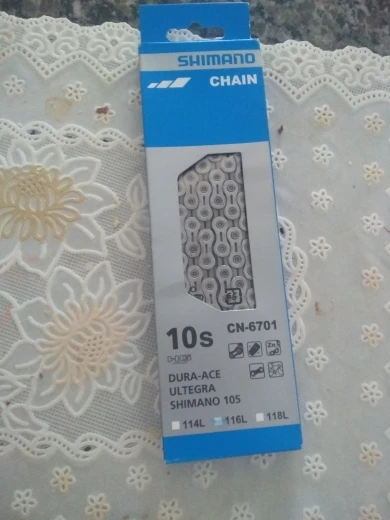 SHIMANO
CHAIN
10s CN-6701
DURA-ACE
ULTEGRA
SHIMANO 105
114L 116L 118L